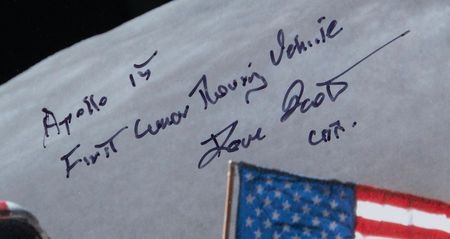 Apollo 15
First Lunar Roving Vehicle
Dave Scott
CDR.